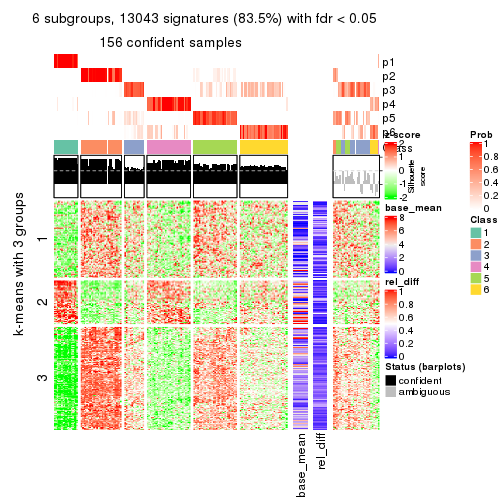 6 subgroups, 13043 signatures (83.5%) with fdr < 0.05
156 confident samples
p1
p2
p3
p4
p5
p6
Class
Silhouette
score
k-means with 3 groups
1
2
3
base_mean
rel_diff
z-score
2
1
0
-1
-2
base_mean
8
6
4
2
0
rel_diff
1
0.8
0.6
0.4
0.2
0
Status (barplots)
confident
ambiguous
Prob
1
0.8
0.6
0.4
0.2
0
Class
1
2
3
4
5
6